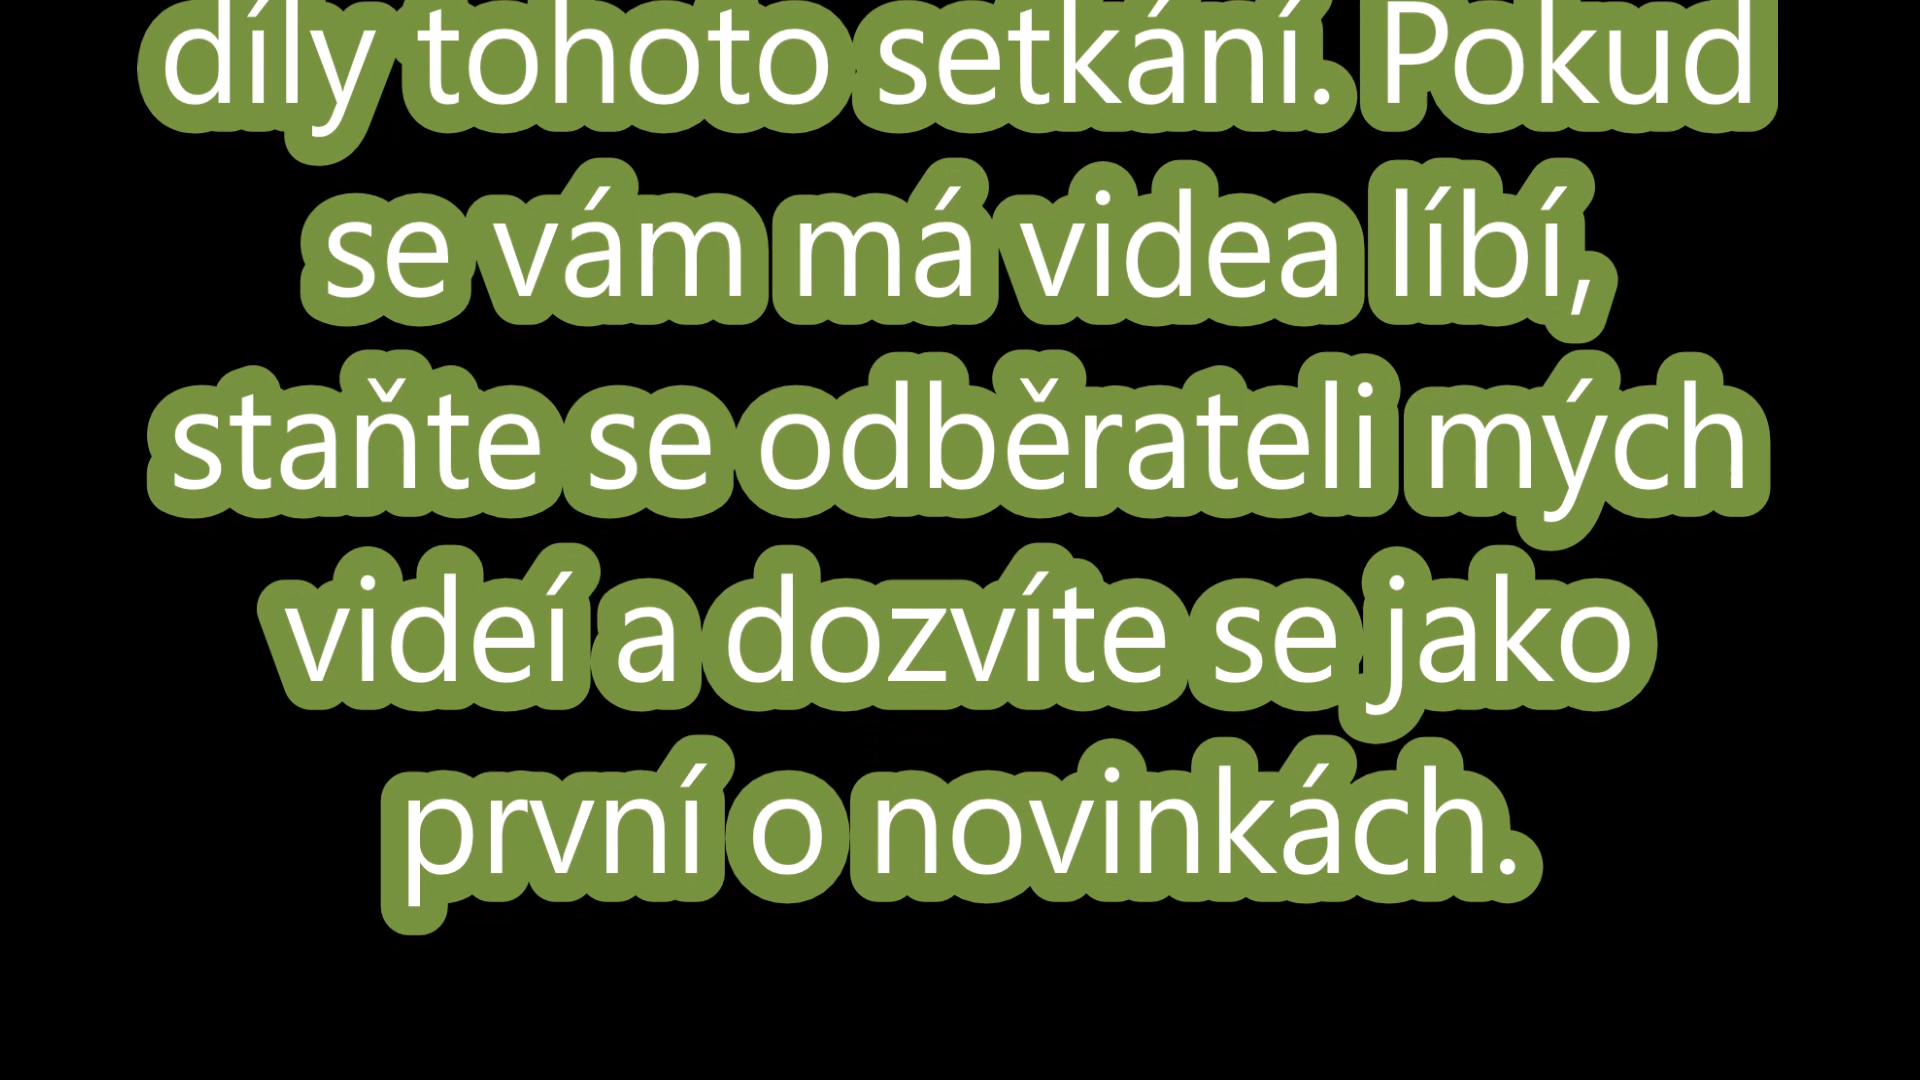 díly tohoto setkání. Pokud
se vám má videa líbí,
staňte se odběrateli mých
videí a dozvíte se jako
první o novinkách.